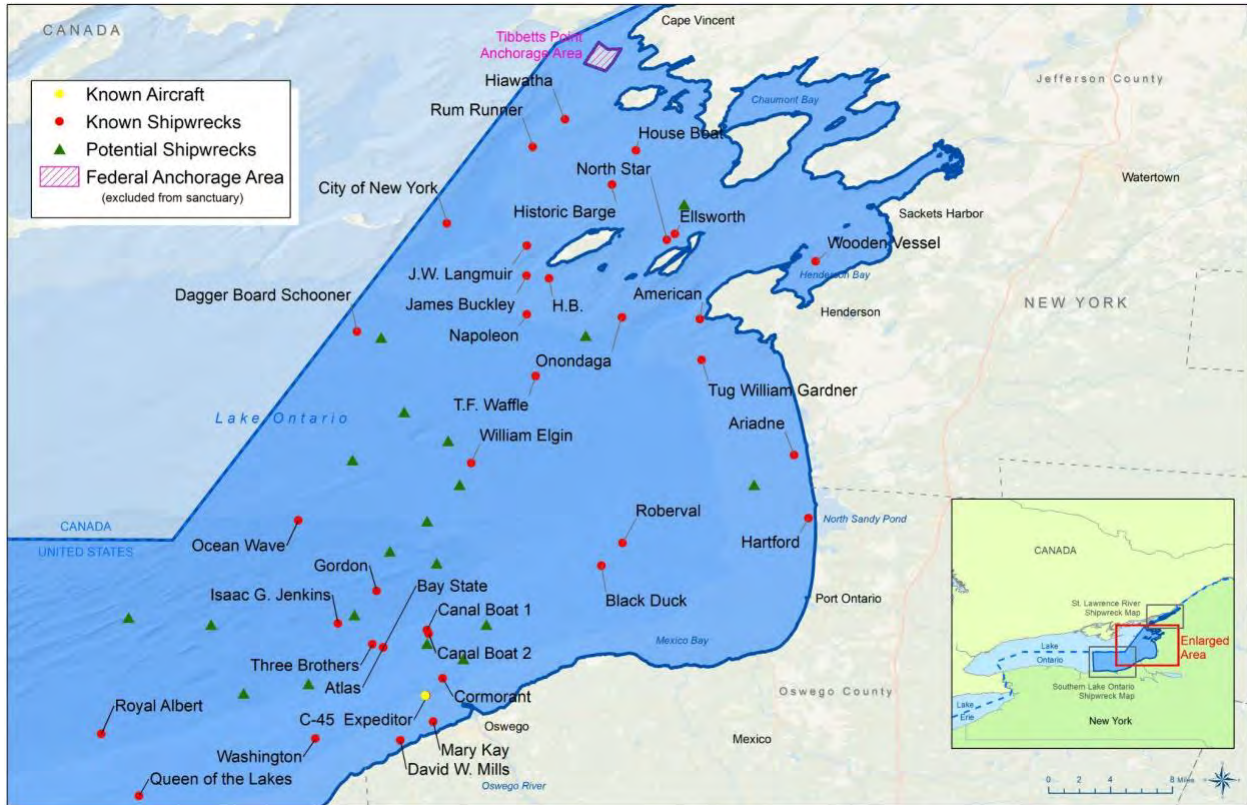 CANADA
Cape Vincent
Tibbetts Point
Anchorage Area
Known Aircraft
Known Shipwrecks
Potential Shipwrecks
Federal Anchorage Area
(excluded from sanctuary)
Hiawatha
Rum Runner
Jefferson County
Chaumont Bay
House Boat
North Star
Watertown
City of New York
Historic Barge
Ellsworth
Sackets Harbor
Wooden Vessel
J.W. Langmuir
Henderson Bay
Dagger Board Schooner
James Buckley
H.B.
American
NEW YORK
Henderson
Napoleon
Onondaga
Tug William Gardner
T.F. Waffle
Lake Ontario
Ariadne
William Elgin
CANADA
UNITED STATES
Ocean Wave
Roberval
North Sandy Pond
Hartford
Gordon
Bay State
Isaac G. Jenkins
Canal Boat 1
Black Duck
Port Ontario
Canal Boat 2
Mexico Bay
Three Brothers
Atlas
Cormorant
Oswego County
Royal Albert
C-45 Expeditor
Oswego
Mexico
Washington
Mary Kay
David W. Mills
Queen of the Lakes
Oswego River
CANADA
St. Lawrence River
Shipwreck Map
Enlarged
Area
Lake
Ontario
Southern Lake Ontario
Shipwreck Map
Lake
Erie
New York
0 2 4 8 Miles